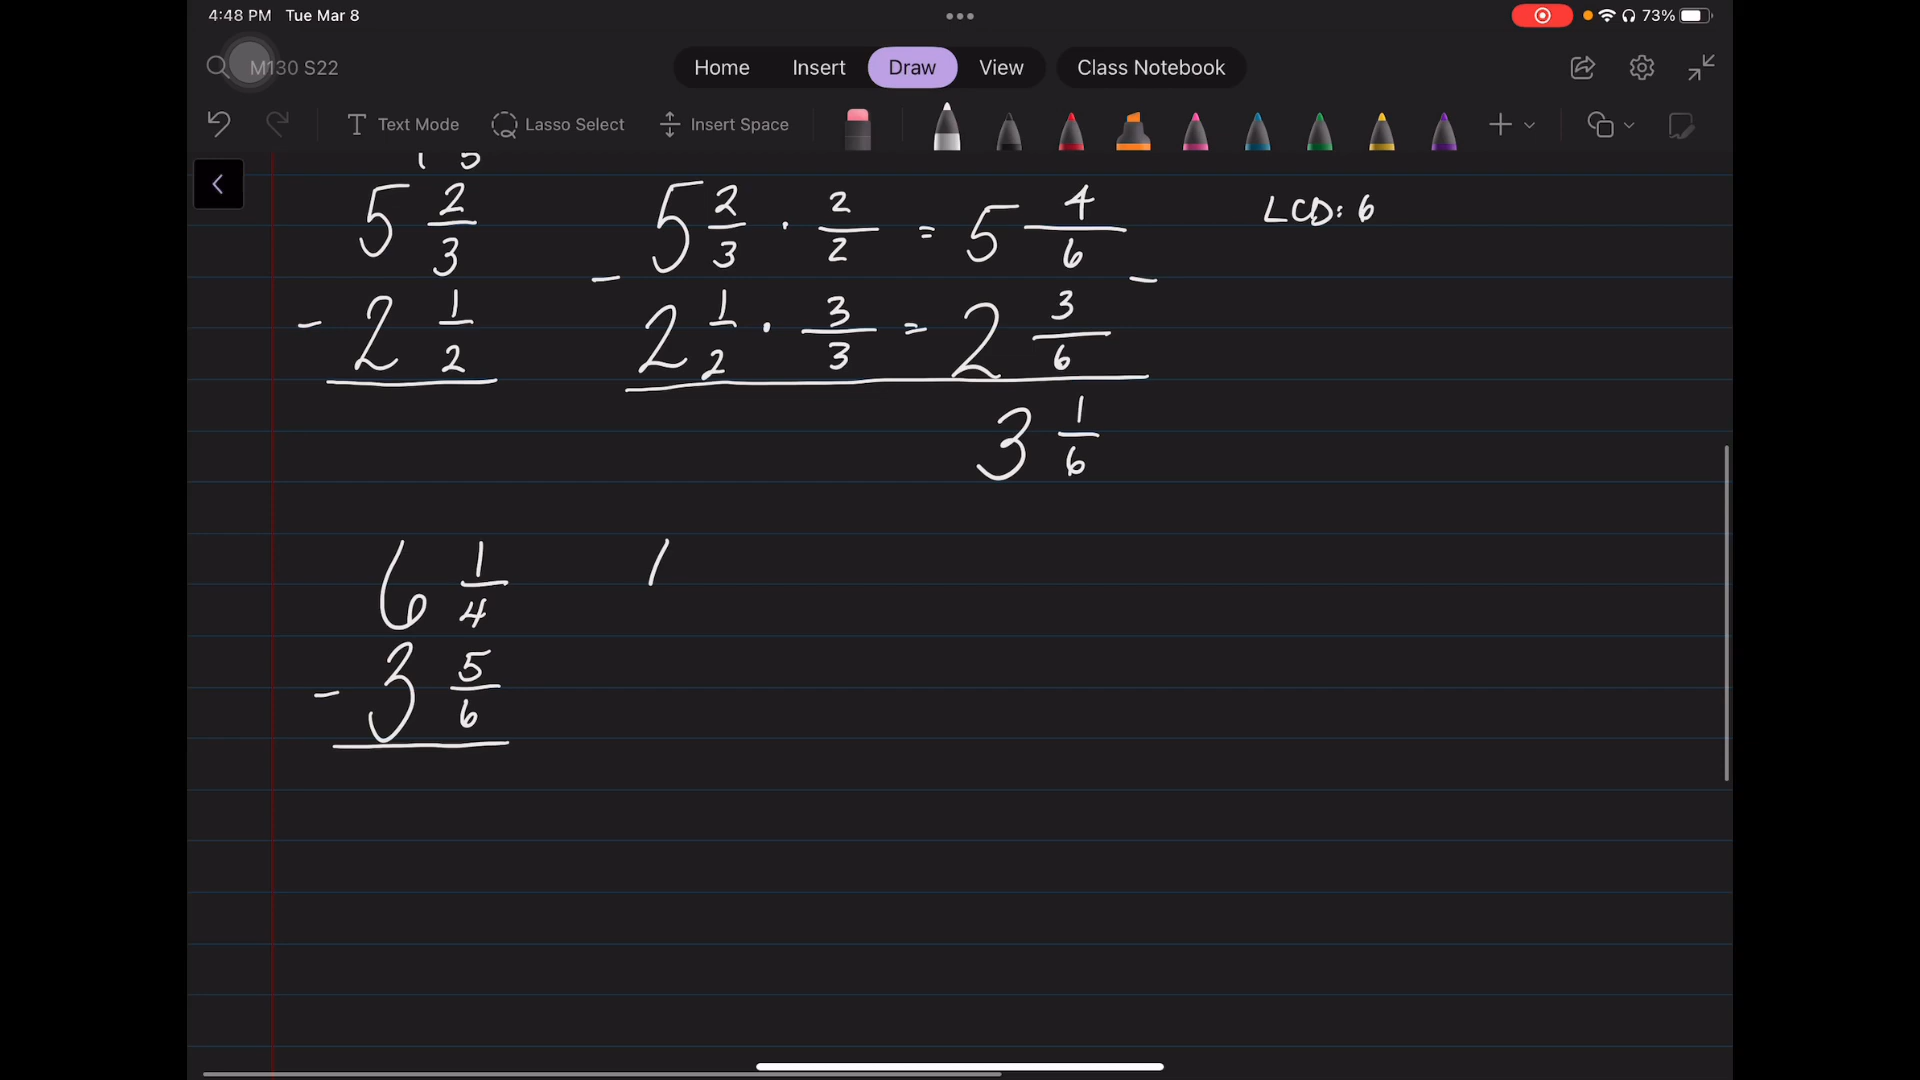 4:48 PM Tue Mar 8
73%
M130 S22
Home Insert Draw View Class Notebook
Text Mode Lasso Select Insert Space
5 2/3
- 2 1/2
- 5 2/3 · 2/2 = 5 4/6 -
2 1/2 · 3/3 = 2 3/6
3 1/6
LCD: 6
6 1/4
- 3 5/6